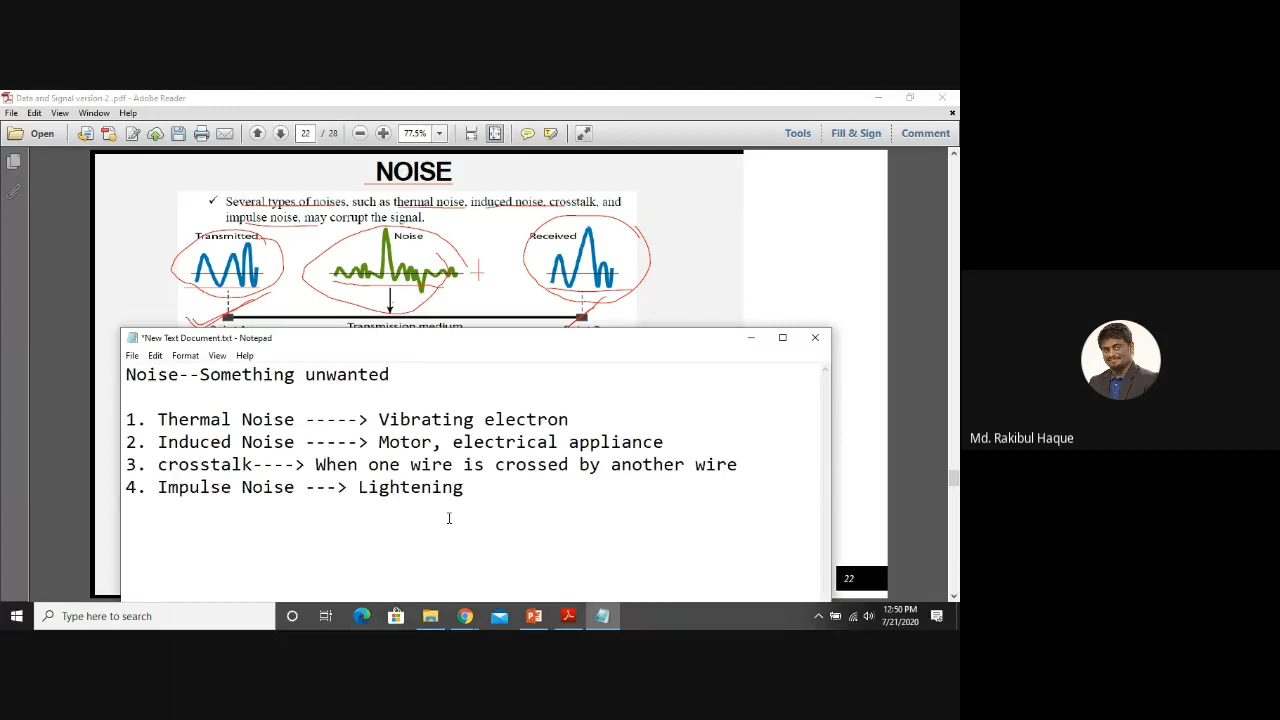 Data and Signal version 2 .pdf - Adobe Reader
File Edit View Window Help
Open 22 / 28 77.5% Tools Fill & Sign Comment
NOISE
✓ Several types of noises, such as thermal noise, induced noise, crosstalk, and
impulse noise, may corrupt the signal.
Transmitted Noise Received
Transmission medium
*New Text Document.txt - Notepad
File Edit Format View Help
Noise--Something unwanted
1. Thermal Noise -----> Vibrating electron
2. Induced Noise -----> Motor, electrical appliance
3. crosstalk----> When one wire is crossed by another wire
4. Impulse Noise ---> Lightening
22
Md. Rakibul Haque
Type here to search
12:50 PM
7/21/2020